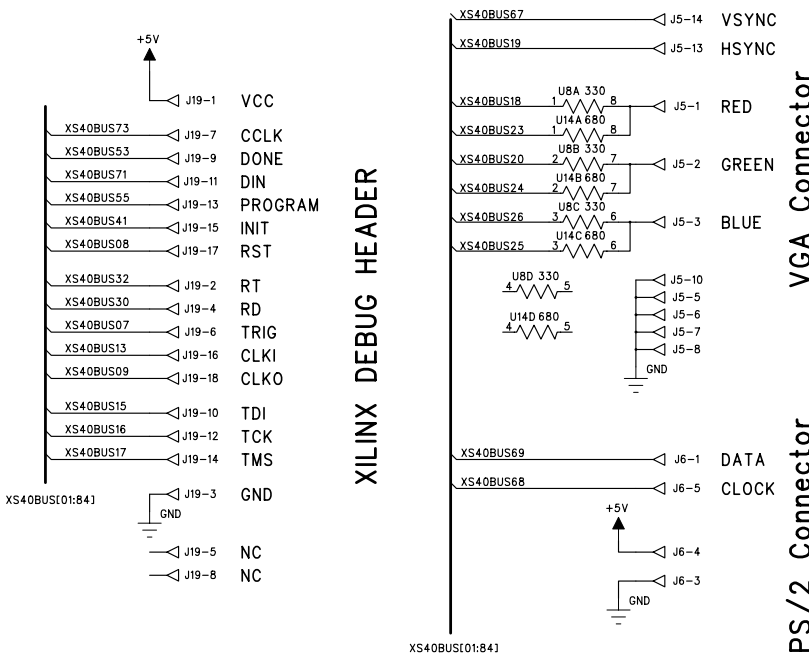 +5V
J19-1 VCC
XS40BUS73 J19-7 CCLK
XS40BUS53 J19-9 DONE
XS40BUS71 J19-11 DIN
XS40BUS55 J19-13 PROGRAM
XS40BUS41 J19-15 INIT
XS40BUS08 J19-17 RST
XS40BUS32 J19-2 RT
XS40BUS30 J19-4 RD
XS40BUS07 J19-6 TRIG
XS40BUS13 J19-16 CLKI
XS40BUS09 J19-18 CLKO
XS40BUS15 J19-10 TDI
XS40BUS16 J19-12 TCK
XS40BUS17 J19-14 TMS
XS40BUS[01:84]
J19-3 GND
GND
J19-5 NC
J19-8 NC
XILINX DEBUG HEADER
XS40BUS67 J5-14 VSYNC
XS40BUS19 J5-13 HSYNC
U8A 330
XS40BUS18 1 8 J5-1 RED
U14A 680
XS40BUS23 1 8
U8B 330
XS40BUS20 2 7 J5-2 GREEN
U14B 680
XS40BUS24 2 7
U8C 330
XS40BUS26 3 6 J5-3 BLUE
U14C 680
XS40BUS25 3 6
U8D 330
4 5
U14D 680
4 5
J5-10
J5-5
J5-6
J5-7
J5-8
GND
VGA Connector
XS40BUS69 J6-1 DATA
XS40BUS68 J6-5 CLOCK
+5V
J6-4
J6-3
GND
PS/2 Connector
XS40BUS[01:84]